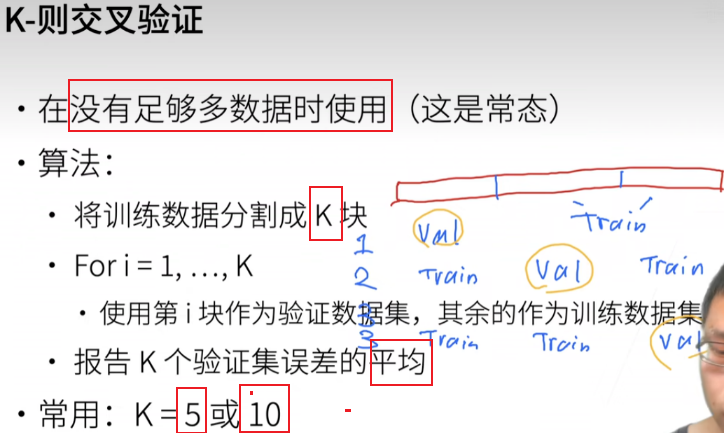 K-则交叉验证
• 在没有足够多数据时使用（这是常态）
• 算法：
• 将训练数据分割成 K 块
Val Train
• For i = 1, …, K
1
2 Train Val Train
• 使用第 i 块作为验证数据集，其余的作为训练数据集
3 Train Train Val
• 报告 K 个验证集误差的平均
• 常用：K = 5 或 10